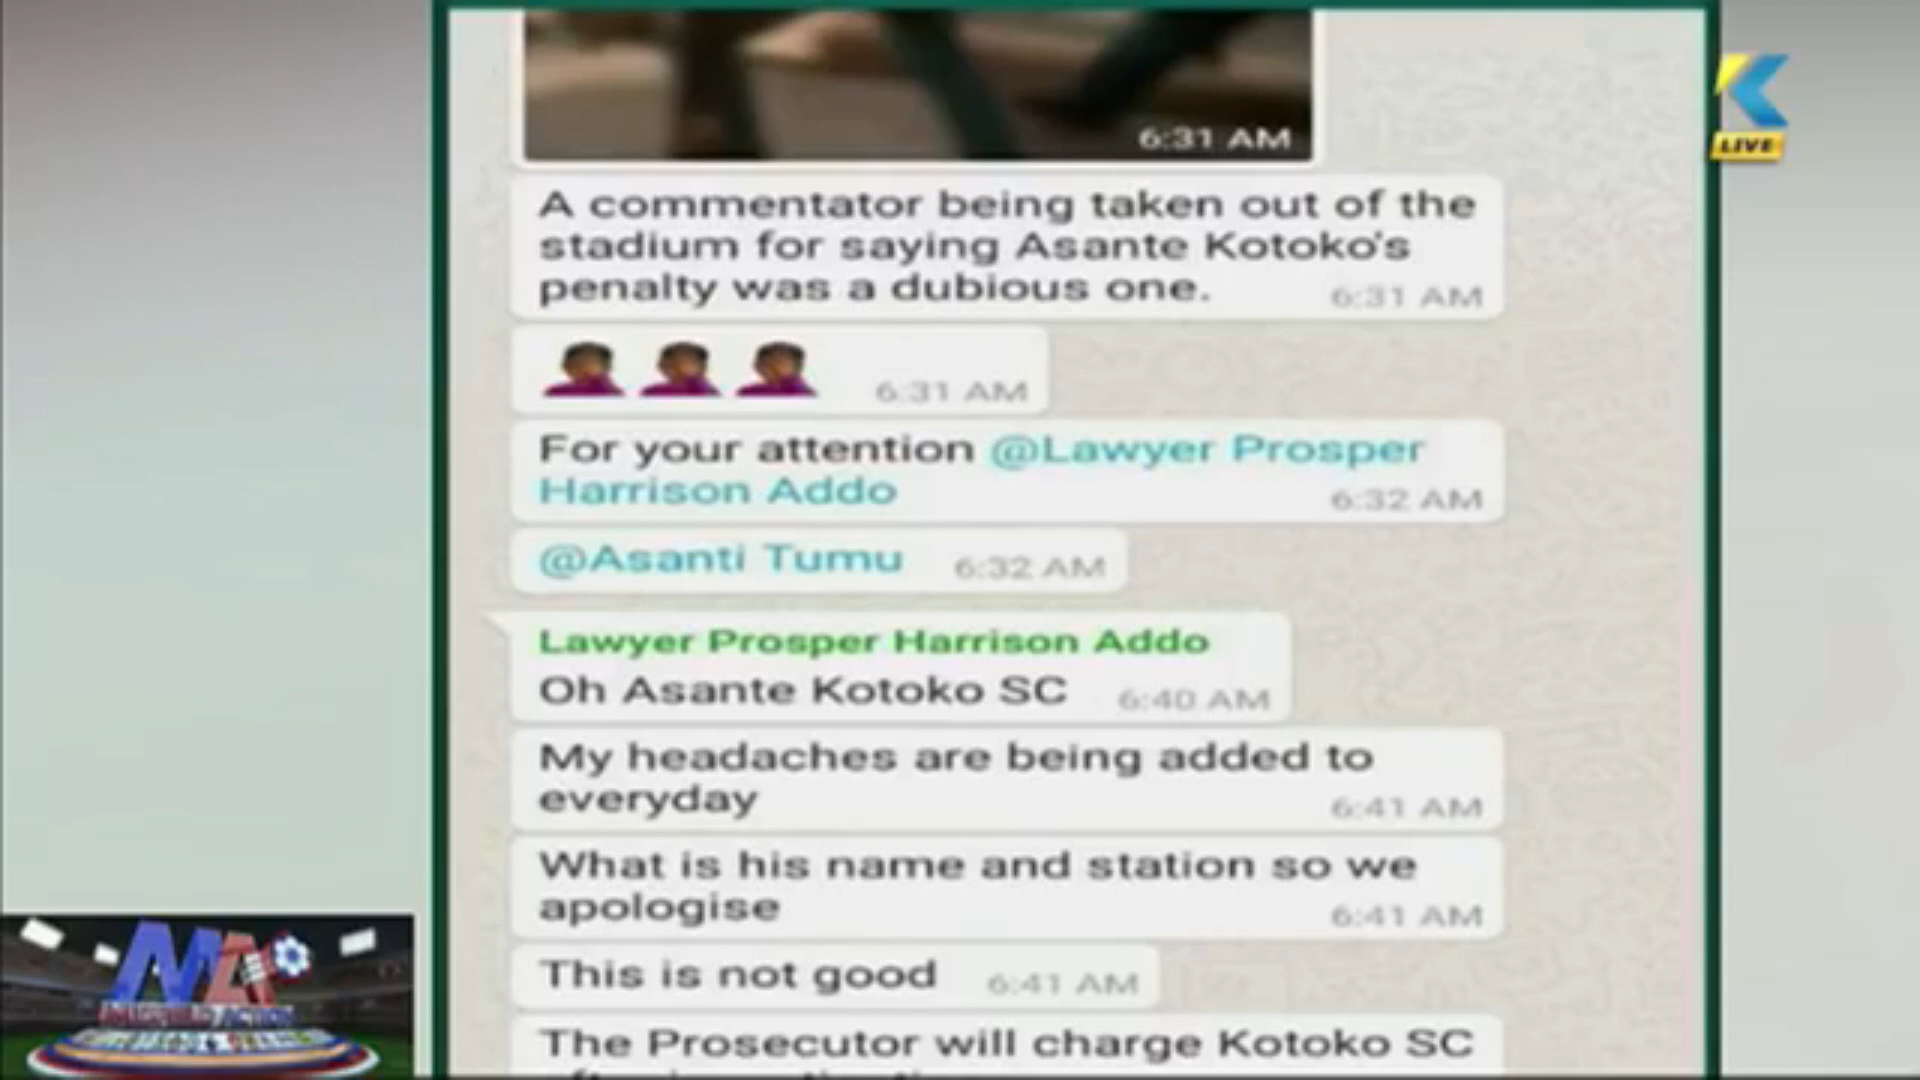 6:31 AM
LIVE
A commentator being taken out of the
stadium for saying Asante Kotoko's
penalty was a dubious one. 6:31 AM
6:31 AM
For your attention @Lawyer Prosper
Harrison Addo 6:32 AM
@Asanti Tumu 6:32 AM
Lawyer Prosper Harrison Addo
Oh Asante Kotoko SC 6:40 AM
My headaches are being added to
everyday 6:41 AM
What is his name and station so we
apologise 6:41 AM
This is not good 6:41 AM
The Prosecutor will charge Kotoko SC